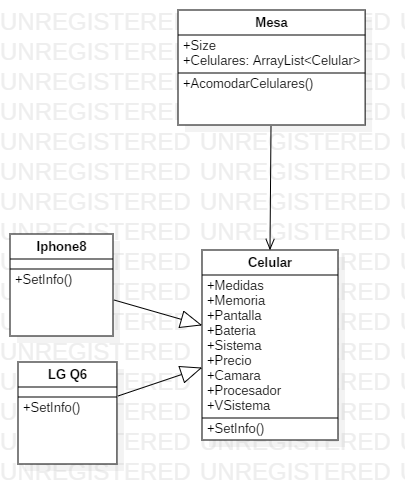 Mesa
+Size
+Celulares: ArrayList<Celular>
+AcomodarCelulares()
Iphone8
+SetInfo()
LG Q6
+SetInfo()
Celular
+Medidas
+Memoria
+Pantalla
+Bateria
+Sistema
+Precio
+Camara
+Procesador
+VSistema
+SetInfo()
UNREGISTERED